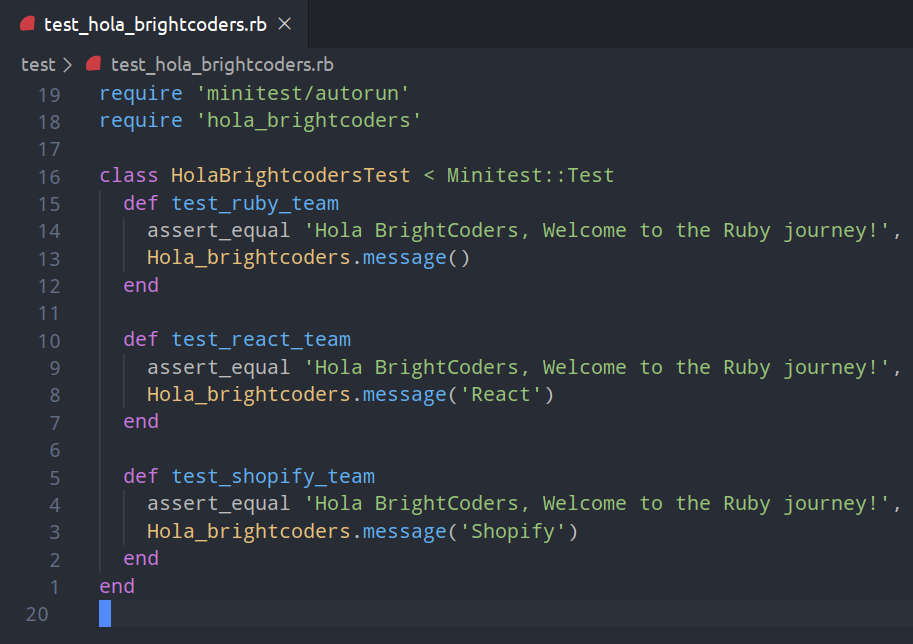 test_hola_brightcoders.rb ×
test > test_hola_brightcoders.rb
19 require 'minitest/autorun'
18 require 'hola_brightcoders'
17
16 class HolaBrightcodersTest < Minitest::Test
15 def test_ruby_team
14 assert_equal 'Hola BrightCoders, Welcome to the Ruby journey!',
13 Hola_brightcoders.message()
12 end
11
10 def test_react_team
9 assert_equal 'Hola BrightCoders, Welcome to the Ruby journey!',
8 Hola_brightcoders.message('React')
7 end
6
5 def test_shopify_team
4 assert_equal 'Hola BrightCoders, Welcome to the Ruby journey!',
3 Hola_brightcoders.message('Shopify')
2 end
1 end
20